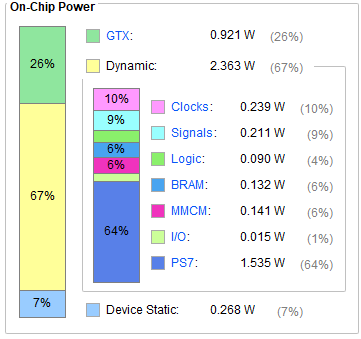 On-Chip Power
26%
67%
7%
GTX: 0.921 W (26%)
Dynamic: 2.363 W (67%)
10%
9%
6%
6%
64%
Clocks: 0.239 W (10%)
Signals: 0.211 W (9%)
Logic: 0.090 W (4%)
BRAM: 0.132 W (6%)
MMCM: 0.141 W (6%)
I/O: 0.015 W (1%)
PS7: 1.535 W (64%)
Device Static: 0.268 W (7%)